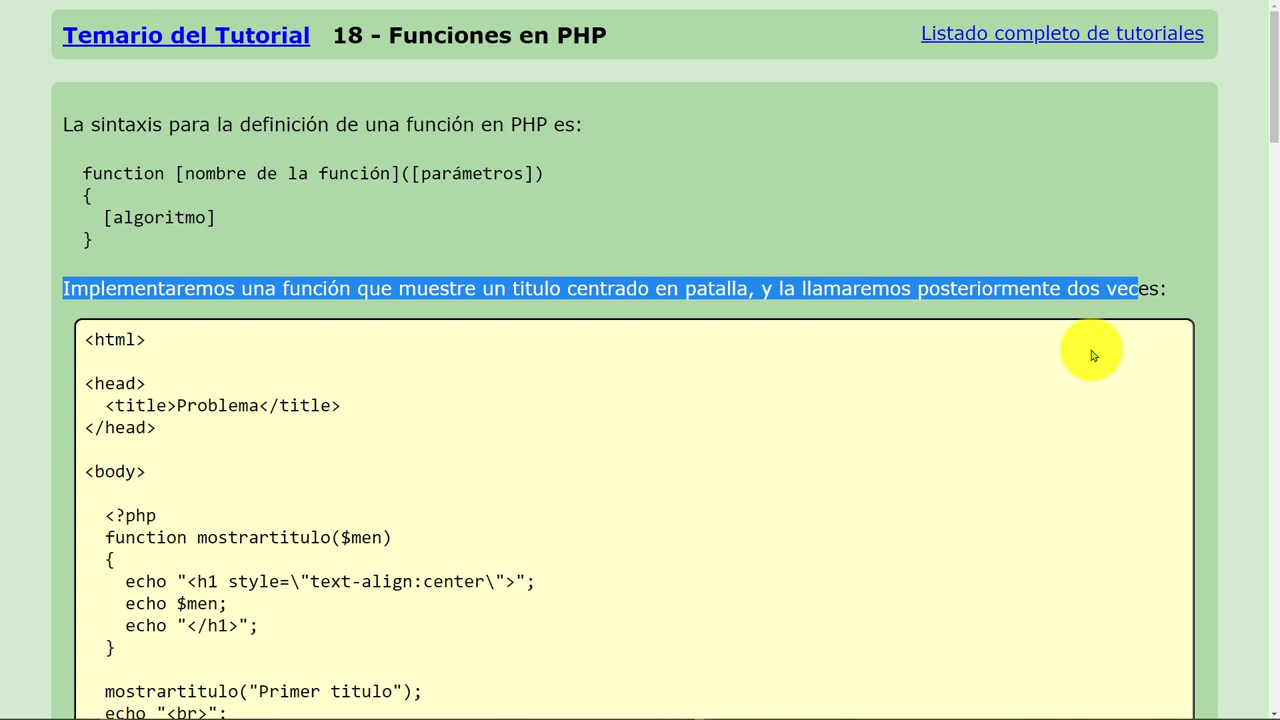 Temario del Tutorial 18 - Funciones en PHP Listado completo de tutoriales
La sintaxis para la definición de una función en PHP es:
function [nombre de la función]([parámetros])
{
[algoritmo]
}
Implementaremos una función que muestre un titulo centrado en patalla, y la llamaremos posteriormente dos veces:
<html>
<head>
<title>Problema</title>
</head>
<body>
<?php
function mostrartitulo($men)
{
echo "<h1 style=\"text-align:center\">";
echo $men;
echo "</h1>";
}
mostrartitulo("Primer titulo");
echo "<br>";